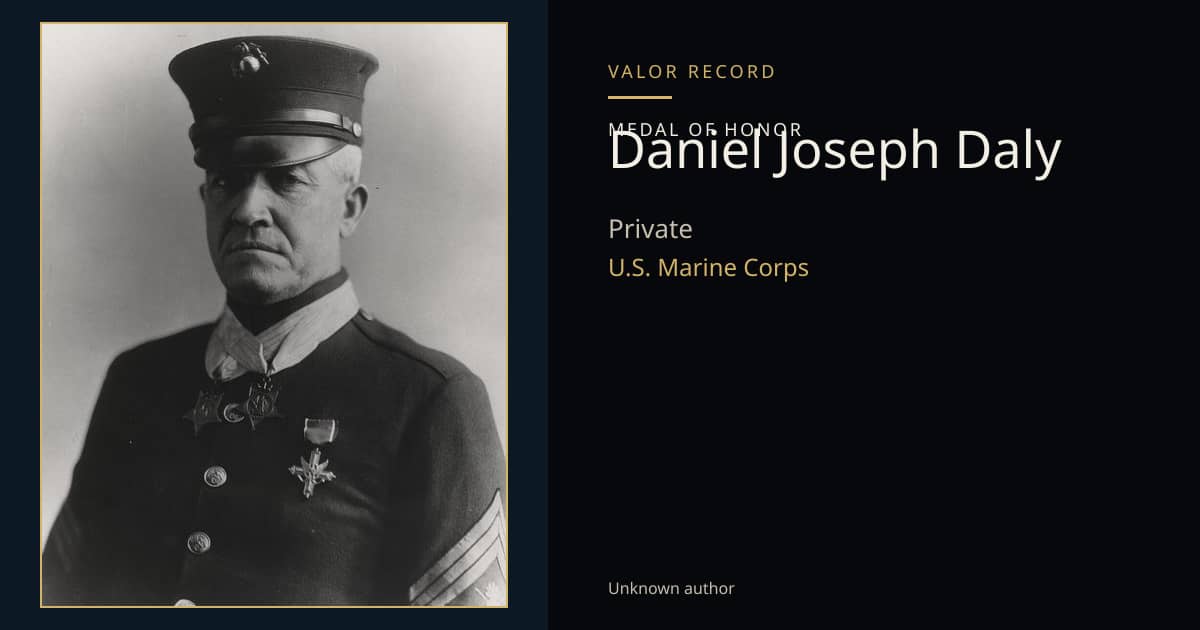 VALOR RECORD
MEDAL OF HONOR
Daniel Joseph Daly
Private
U.S. Marine Corps
Unknown author